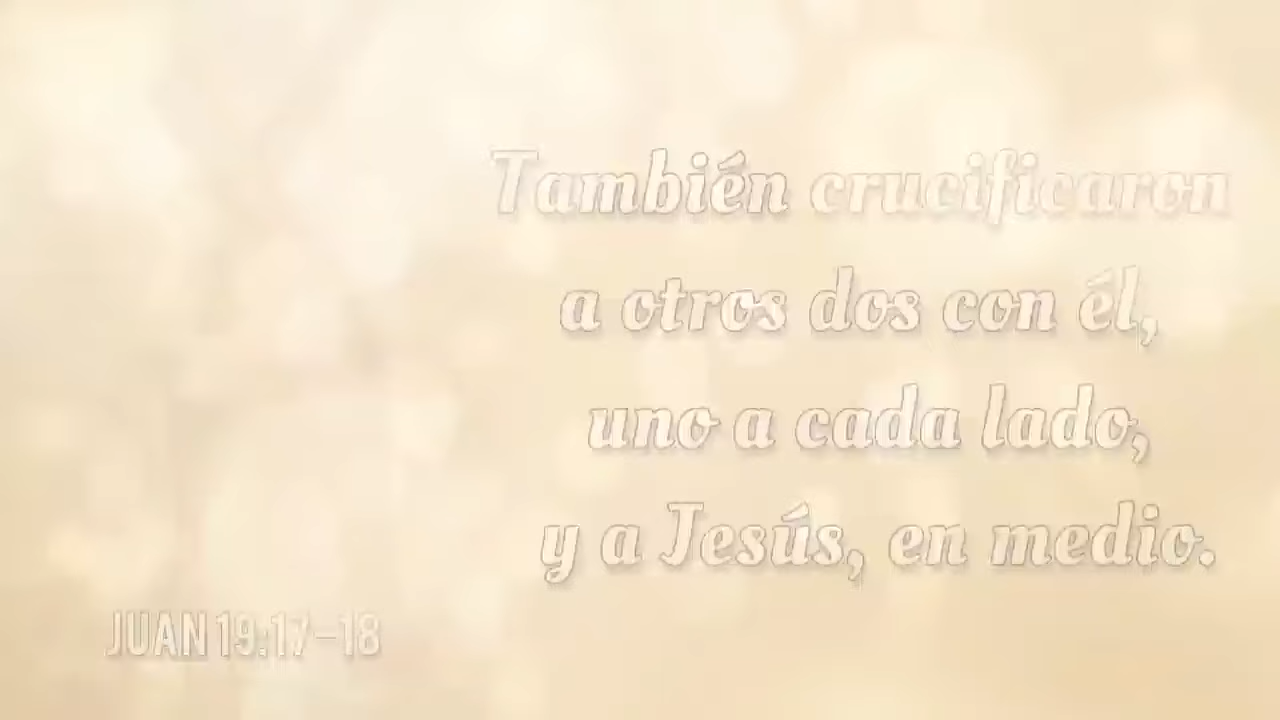 También crucificaron
a otros dos con él,
uno a cada lado,
y a Jesús, en medio.
JUAN 19:17-18